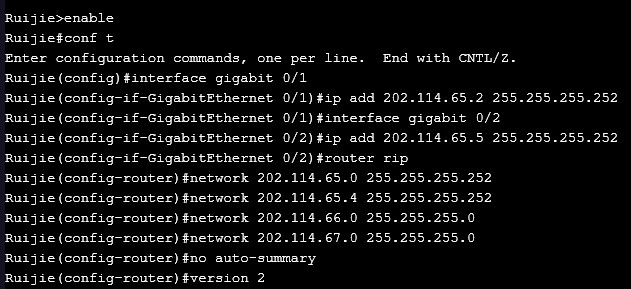 Ruijie>enable
Ruijie#conf t
Enter configuration commands, one per line.  End with CNTL/Z.
Ruijie(config)#interface gigabit 0/1
Ruijie(config-if-GigabitEthernet 0/1)#ip add 202.114.65.2 255.255.255.252
Ruijie(config-if-GigabitEthernet 0/1)#interface gigabit 0/2
Ruijie(config-if-GigabitEthernet 0/2)#ip add 202.114.65.5 255.255.255.252
Ruijie(config-if-GigabitEthernet 0/2)#router rip
Ruijie(config-router)#network 202.114.65.0 255.255.255.252
Ruijie(config-router)#network 202.114.65.4 255.255.255.252
Ruijie(config-router)#network 202.114.66.0 255.255.255.0
Ruijie(config-router)#network 202.114.67.0 255.255.255.0
Ruijie(config-router)#no auto-summary
Ruijie(config-router)#version 2